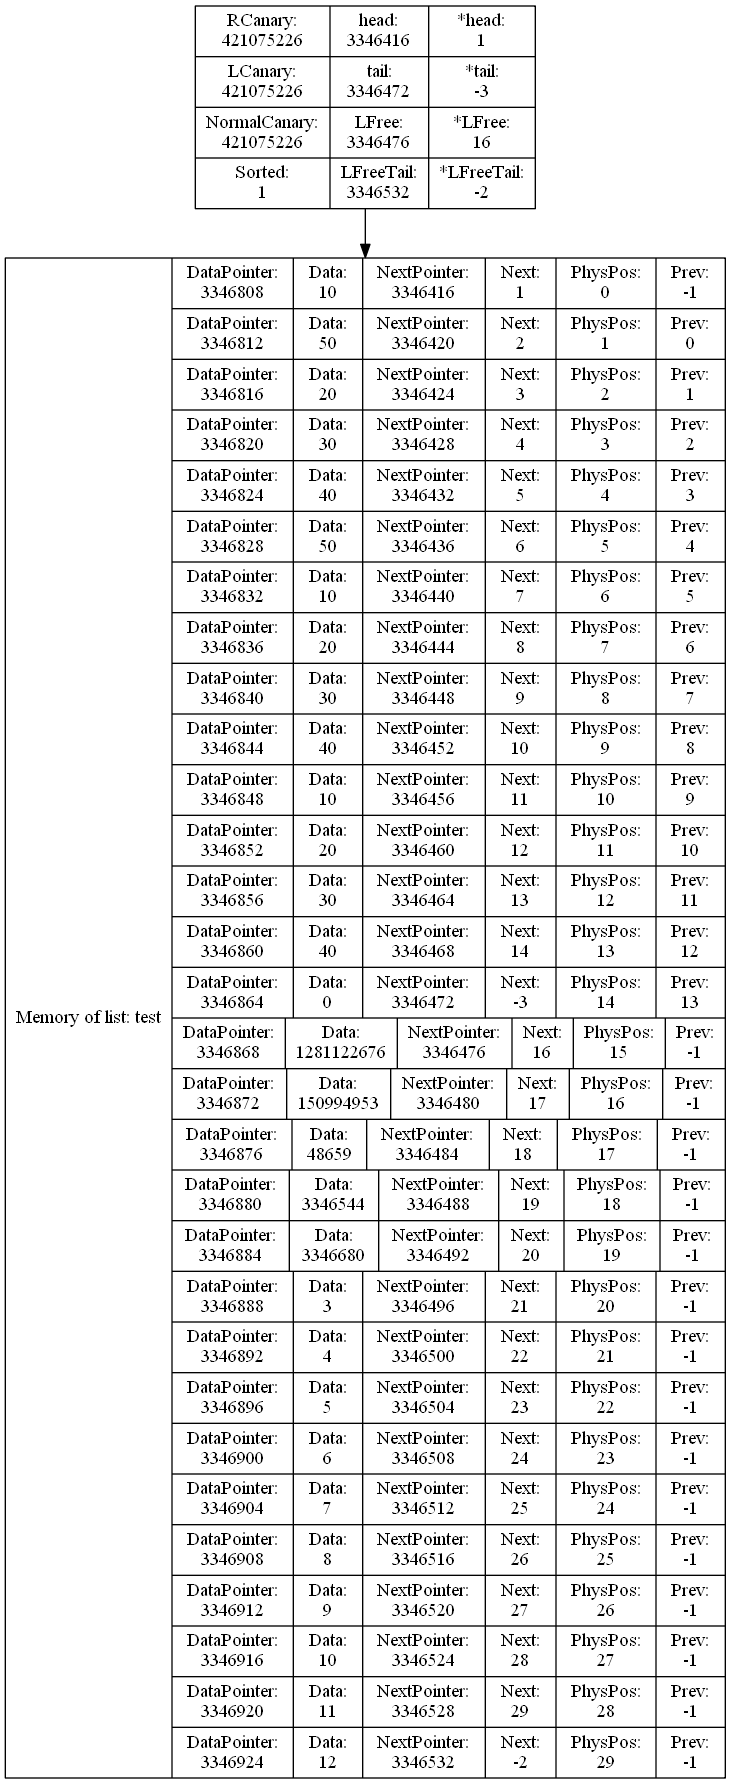 RCanary: head: *head:
421075226 3346416 1
LCanary: tail: *tail:
421075226 3346472 -3
NormalCanary: LFree: *LFree:
421075226 3346476 16
Sorted: LFreeTail: *LFreeTail:
1 3346532 -2
DataPointer: Data: NextPointer: Next: PhysPos: Prev:
3346808 10 3346416 1 0 -1
DataPointer: Data: NextPointer: Next: PhysPos: Prev:
3346812 50 3346420 2 1 0
DataPointer: Data: NextPointer: Next: PhysPos: Prev:
3346816 20 3346424 3 2 1
DataPointer: Data: NextPointer: Next: PhysPos: Prev:
3346820 30 3346428 4 3 2
DataPointer: Data: NextPointer: Next: PhysPos: Prev:
3346824 40 3346432 5 4 3
DataPointer: Data: NextPointer: Next: PhysPos: Prev:
3346828 50 3346436 6 5 4
DataPointer: Data: NextPointer: Next: PhysPos: Prev:
3346832 10 3346440 7 6 5
DataPointer: Data: NextPointer: Next: PhysPos: Prev:
3346836 20 3346444 8 7 6
DataPointer: Data: NextPointer: Next: PhysPos: Prev:
3346840 30 3346448 9 8 7
DataPointer: Data: NextPointer: Next: PhysPos: Prev:
3346844 40 3346452 10 9 8
DataPointer: Data: NextPointer: Next: PhysPos: Prev:
3346848 10 3346456 11 10 9
DataPointer: Data: NextPointer: Next: PhysPos: Prev:
3346852 20 3346460 12 11 10
DataPointer: Data: NextPointer: Next: PhysPos: Prev:
3346856 30 3346464 13 12 11
DataPointer: Data: NextPointer: Next: PhysPos: Prev:
3346860 40 3346468 14 13 12
DataPointer: Data: NextPointer: Next: PhysPos: Prev:
3346864 0 3346472 -3 14 13
Memory of list: test
DataPointer: Data: NextPointer: Next: PhysPos: Prev:
3346868 1281122676 3346476 16 15 -1
DataPointer: Data: NextPointer: Next: PhysPos: Prev:
3346872 150994953 3346480 17 16 -1
DataPointer: Data: NextPointer: Next: PhysPos: Prev:
3346876 48659 3346484 18 17 -1
DataPointer: Data: NextPointer: Next: PhysPos: Prev:
3346880 3346544 3346488 19 18 -1
DataPointer: Data: NextPointer: Next: PhysPos: Prev:
3346884 3346680 3346492 20 19 -1
DataPointer: Data: NextPointer: Next: PhysPos: Prev:
3346888 3 3346496 21 20 -1
DataPointer: Data: NextPointer: Next: PhysPos: Prev:
3346892 4 3346500 22 21 -1
DataPointer: Data: NextPointer: Next: PhysPos: Prev:
3346896 5 3346504 23 22 -1
DataPointer: Data: NextPointer: Next: PhysPos: Prev:
3346900 6 3346508 24 23 -1
DataPointer: Data: NextPointer: Next: PhysPos: Prev:
3346904 7 3346512 25 24 -1
DataPointer: Data: NextPointer: Next: PhysPos: Prev:
3346908 8 3346516 26 25 -1
DataPointer: Data: NextPointer: Next: PhysPos: Prev:
3346912 9 3346520 27 26 -1
DataPointer: Data: NextPointer: Next: PhysPos: Prev:
3346916 10 3346524 28 27 -1
DataPointer: Data: NextPointer: Next: PhysPos: Prev:
3346920 11 3346528 29 28 -1
DataPointer: Data: NextPointer: Next: PhysPos: Prev:
3346924 12 3346532 -2 29 -1